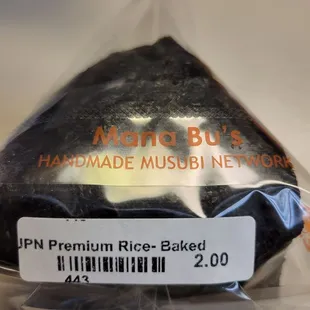 Mana Bu's
HANDMADE MUSUBI NETWORK
JPN Premium Rice- Baked
2.00
443